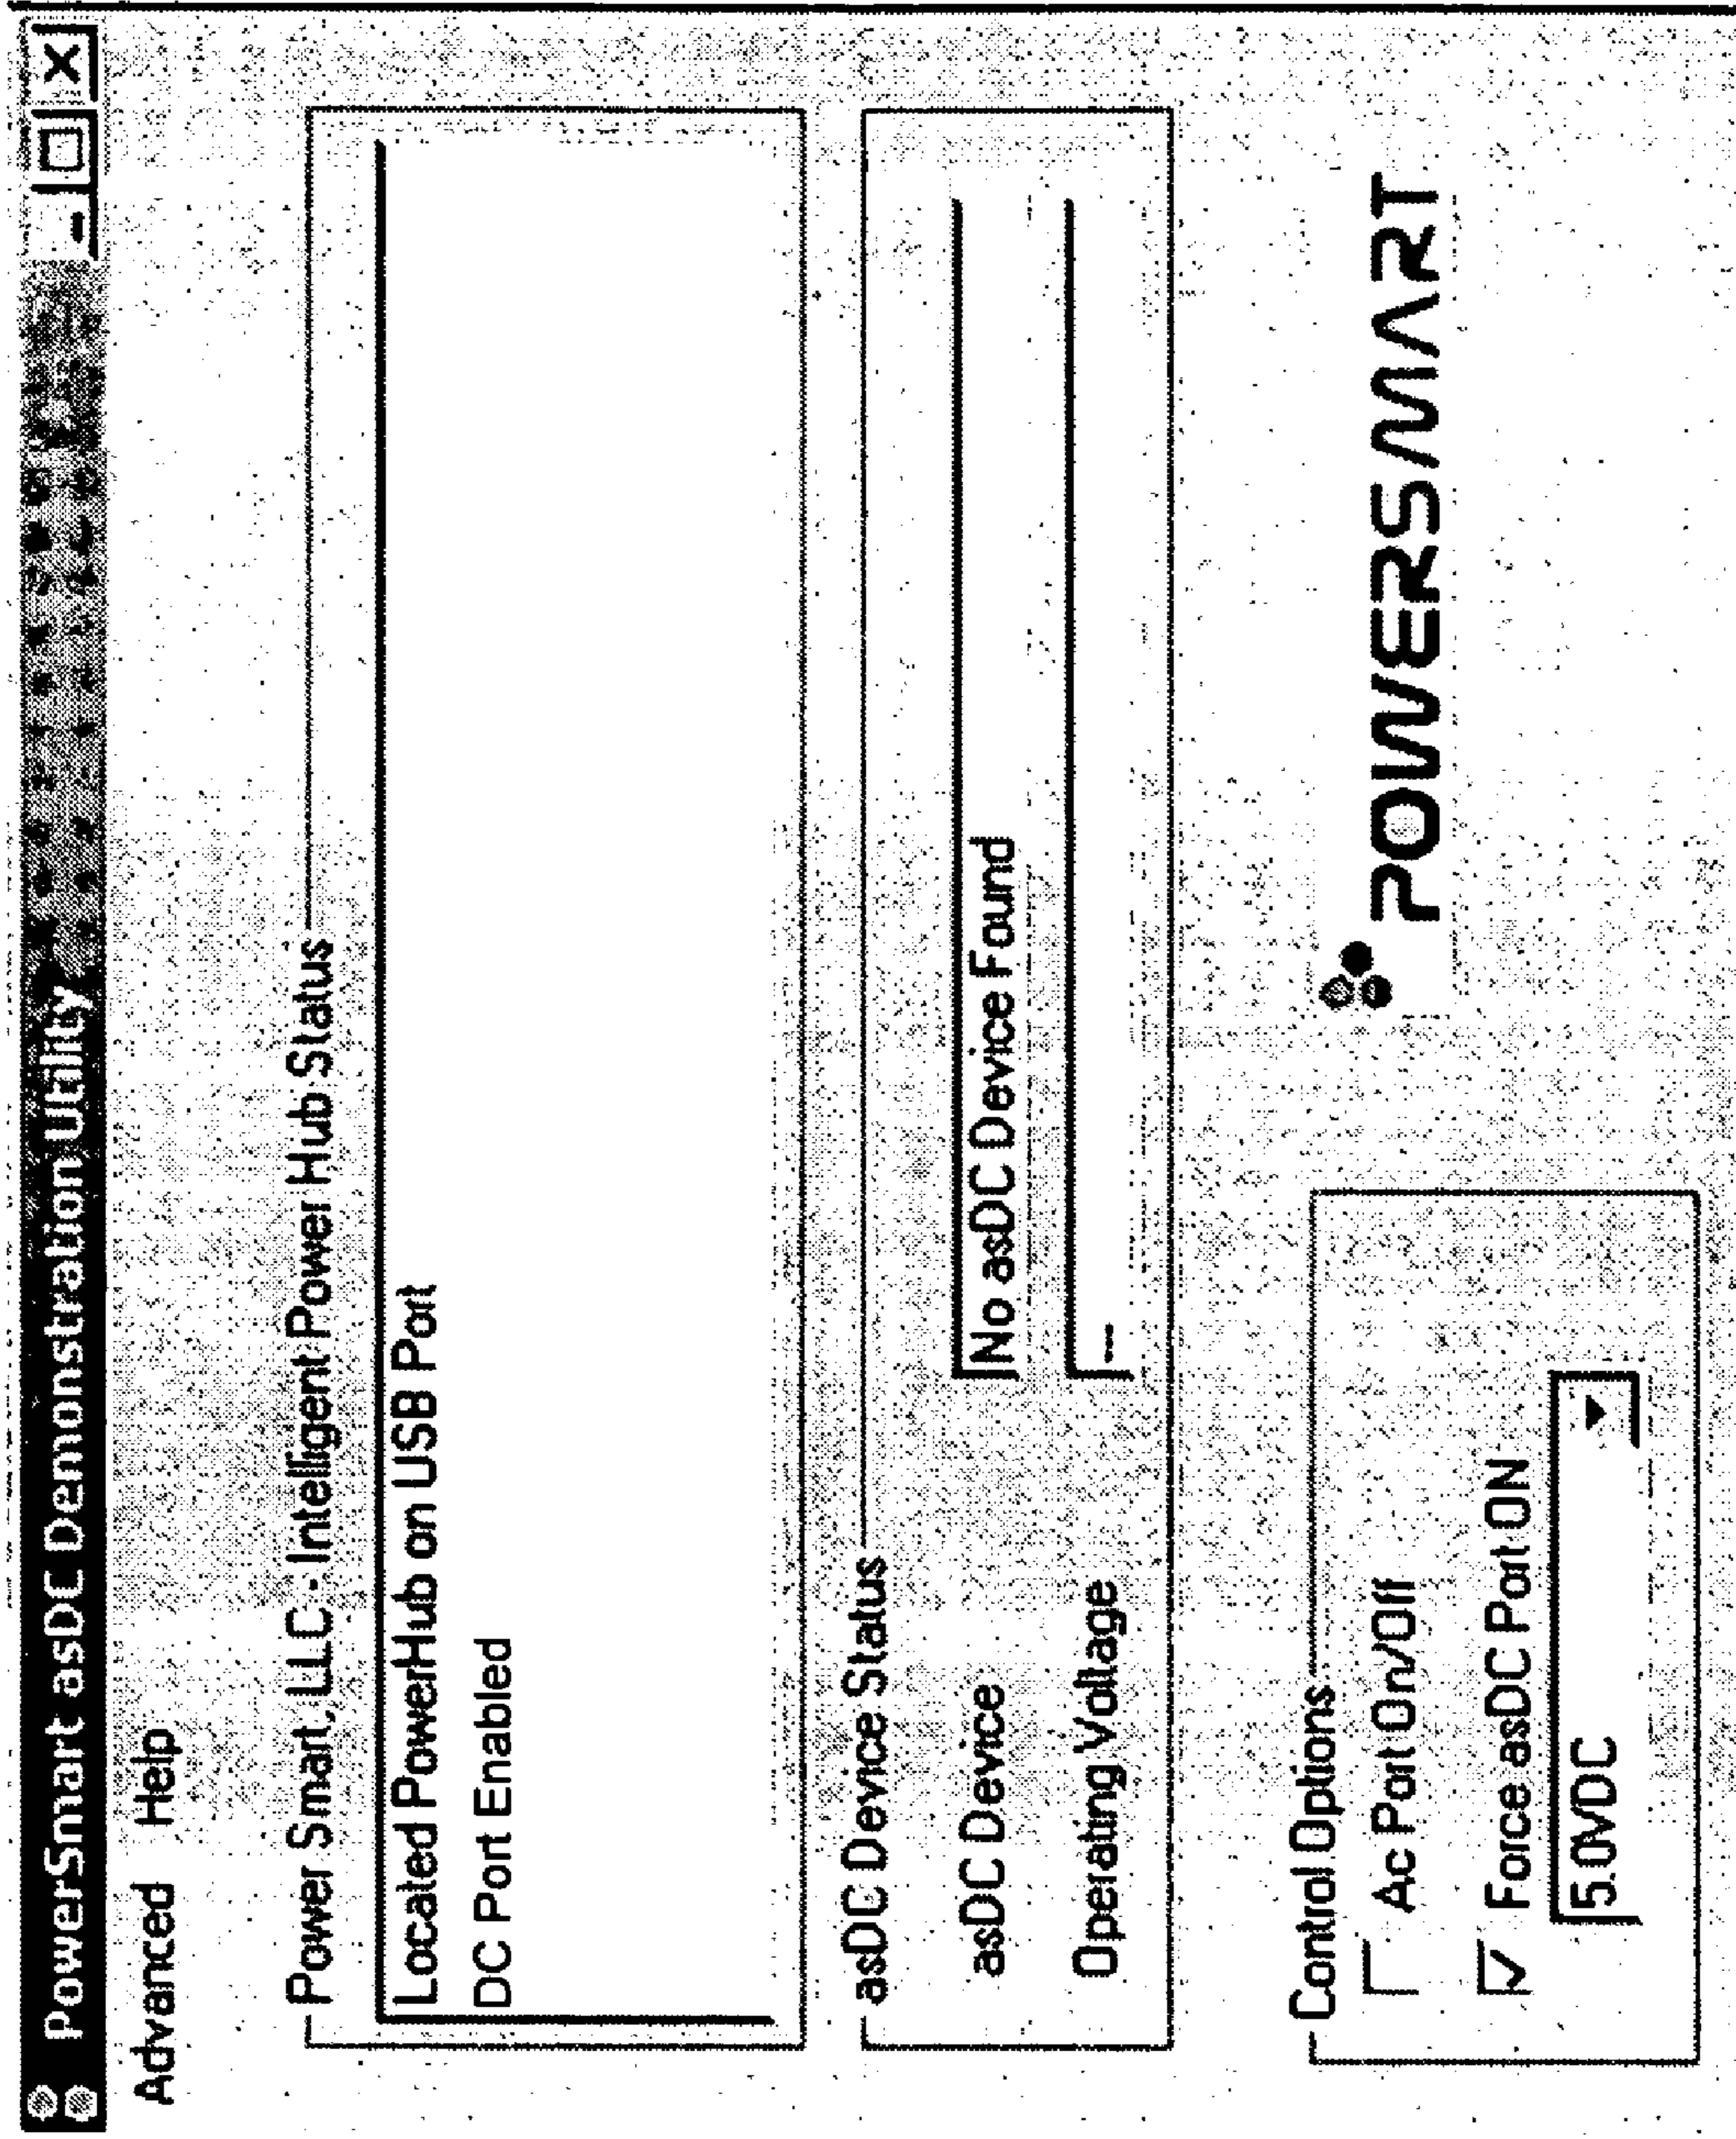 PowerSmart asDC Demonstration Utility
Advanced Help
Power Smart, LLC - Intelligent Power Hub Status
Located PowerHub on USB Port
DC Port Enabled
asDC Device Status
asDC Device No asDC Device Found
Operating Voltage ---
Control Options
Ac Port On/Off
Force asDC Port ON
5.0VDC
POWERSMART